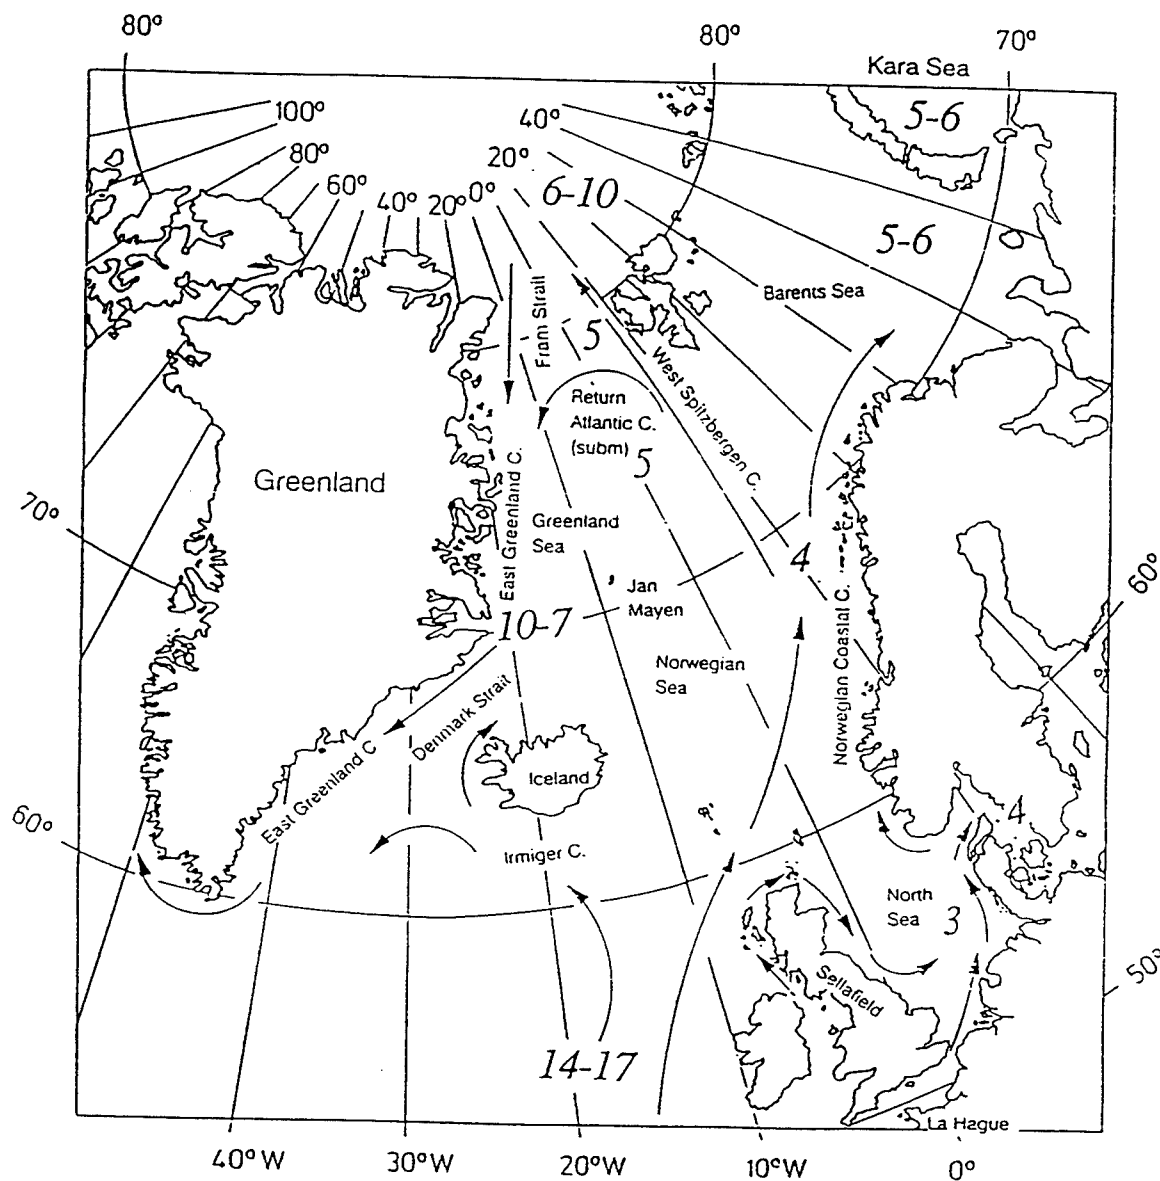 80°
80°
70°
Kara Sea
100°
40°
5-6
80°
20°
60°
40°
20°
0°
6-10
5-6
Barents Sea
Fram Strait
5
West Spitzbergen C.
Return
Atlantic C.
(subm)
5
Greenland
East Greenland C.
Greenland
Sea
70°
4
Jan
Mayen
60°
10-7
Norwegian
Sea
Norwegian Coastal C.
Denmark Strait
East Greenland C
Iceland
60°
4
Irmiger C.
North
Sea
3
Sellafield
50°
14-17
La Hague
40°W
30°W
20°W
10°W
0°